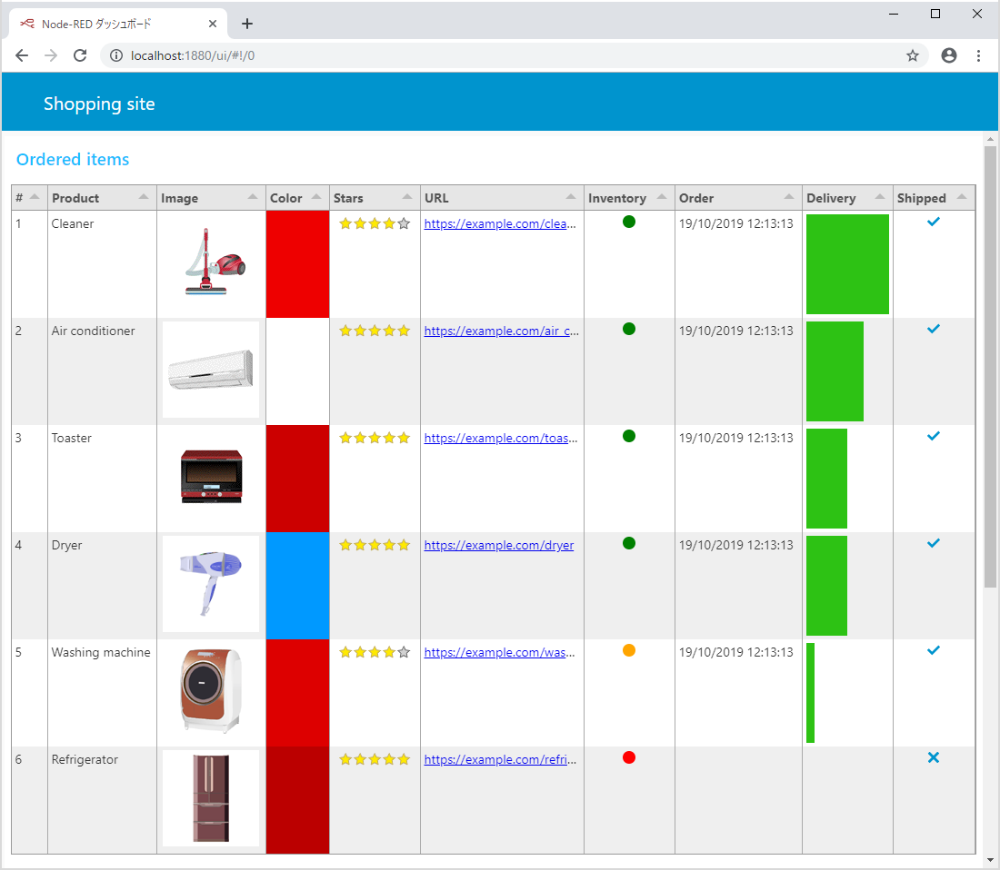 Node-RED ダッシュボード
localhost:1880/ui/#!/0
Shopping site
Ordered items
# Product Image Color Stars URL Inventory Order Delivery Shipped
1 Cleaner https://example.com/clea... 19/10/2019 12:13:13
2 Air conditioner https://example.com/air_c... 19/10/2019 12:13:13
3 Toaster https://example.com/toas... 19/10/2019 12:13:13
4 Dryer https://example.com/dryer 19/10/2019 12:13:13
5 Washing machine https://example.com/was... 19/10/2019 12:13:13
6 Refrigerator https://example.com/refri...